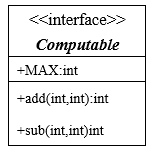 <<interface>>
Computable
+MAX:int
+add(int,int):int
+sub(int,int)int